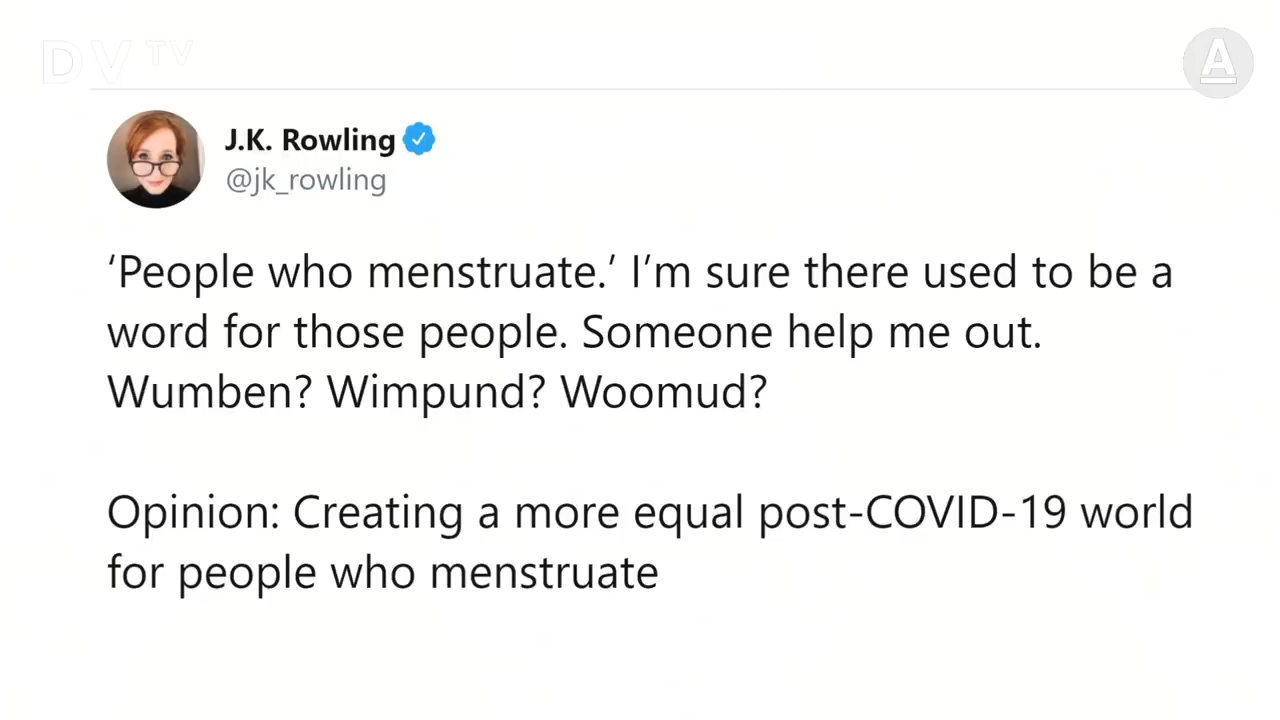 DV TV
A
J.K. Rowling
@jk_rowling
‘People who menstruate.’ I’m sure there used to be a
word for those people. Someone help me out.
Wumben? Wimpund? Woomud?
Opinion: Creating a more equal post-COVID-19 world
for people who menstruate